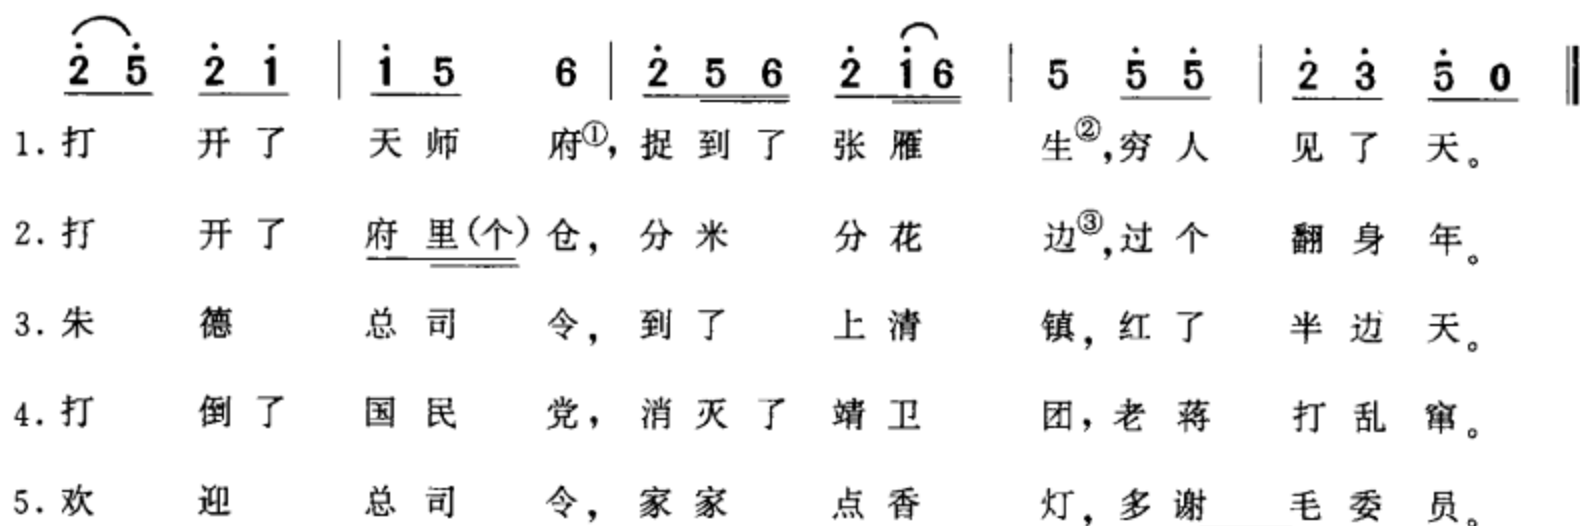 2̇ 5̇ 2̇ 1̇ | 1̇ 5 6 | 2̇ 5 6 2̇ 1̇ 6 | 5 5̇ 5̇ | 2̇ 3̇ 5̇ 0 ‖
1. 打 开 了 天 师 府①, 捉 到 了 张 雁 生②, 穷 人 见 了 天。
2. 打 开 了 府 里(个)仓, 分 米 分 花 边③, 过 个 翻 身 年。
3. 朱 德 总 司 令, 到 了 上 清 镇, 红 了 半 边 天。
4. 打 倒 了 国 民 党, 消 灭 了 靖 卫 团, 老 蒋 打 乱 窜。
5. 欢 迎 总 司 令, 家 家 点 香 灯, 多 谢 毛 委 员。